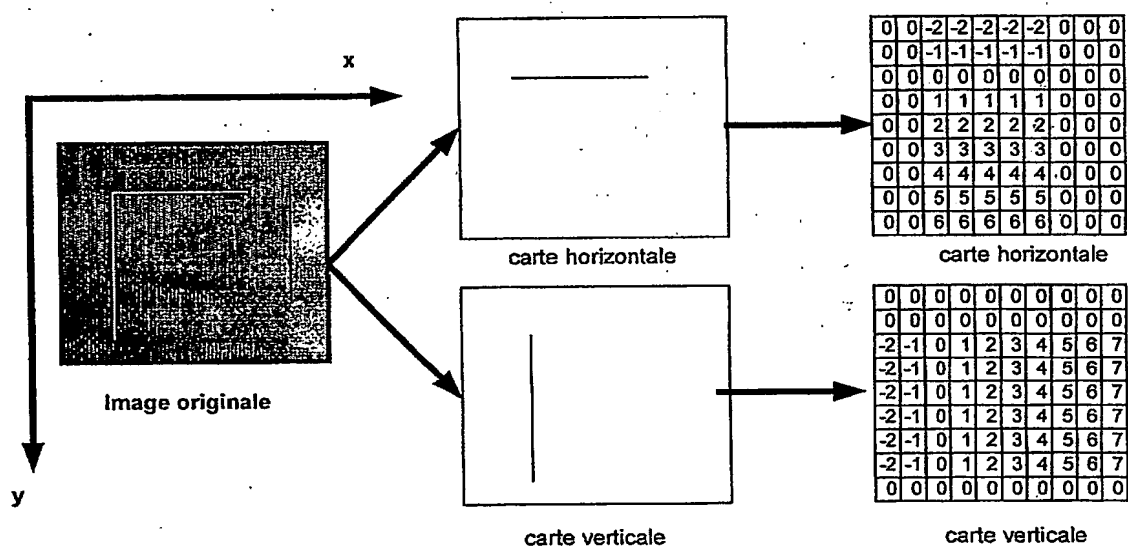 x
y
Image originale
carte horizontale
0 0 -2 -2 -2 -2 -2 0 0 0
0 0 -1 -1 -1 -1 -1 0 0 0
0 0 0 0 0 0 0 0 0 0
0 0 1 1 1 1 1 0 0 0
0 0 2 2 2 2 2 0 0 0
0 0 3 3 3 3 3 0 0 0
0 0 4 4 4 4 4 0 0 0
0 0 5 5 5 5 5 0 0 0
0 0 6 6 6 6 6 0 0 0
carte horizontale
carte verticale
0 0 0 0 0 0 0 0 0 0
0 0 0 0 0 0 0 0 0 0
-2 -1 0 1 2 3 4 5 6 7
-2 -1 0 1 2 3 4 5 6 7
-2 -1 0 1 2 3 4 5 6 7
-2 -1 0 1 2 3 4 5 6 7
-2 -1 0 1 2 3 4 5 6 7
-2 -1 0 1 2 3 4 5 6 7
0 0 0 0 0 0 0 0 0 0
carte verticale